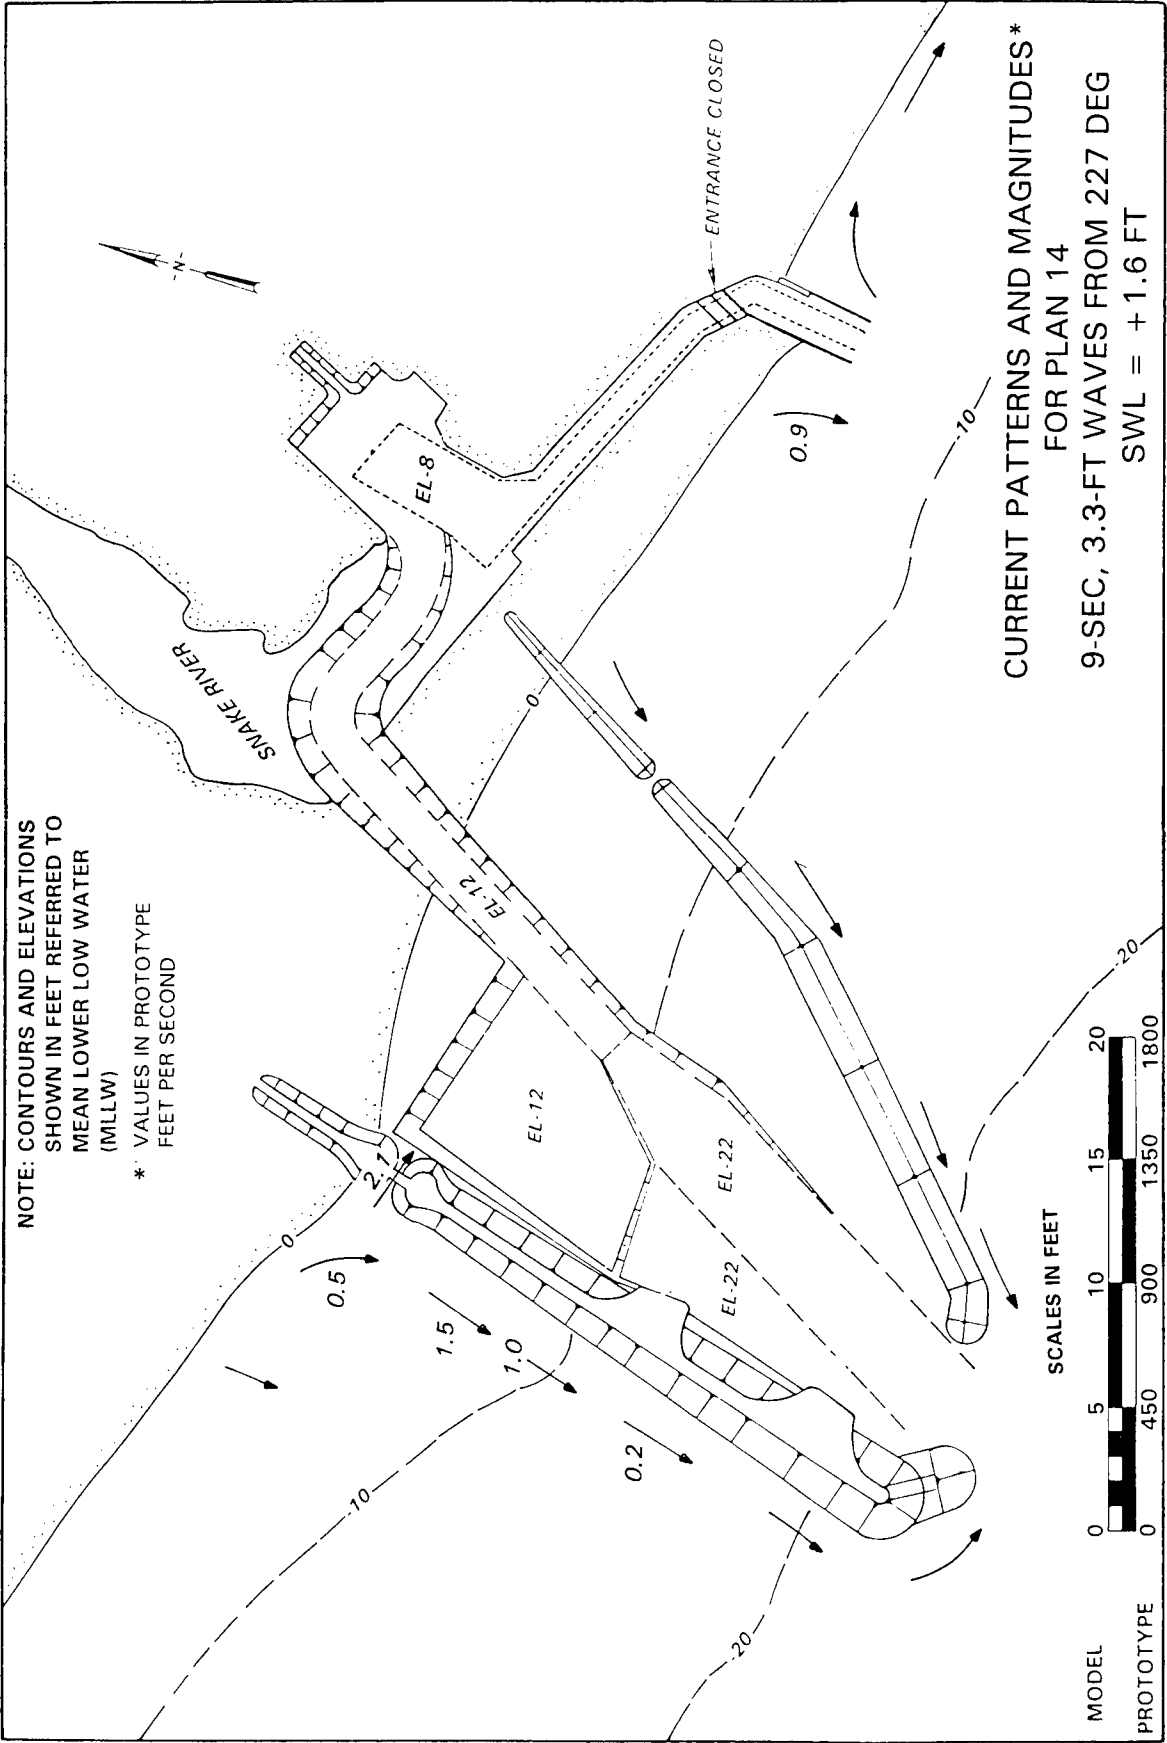 NOTE: CONTOURS AND ELEVATIONS
SHOWN IN FEET REFERRED TO
MEAN LOWER LOW WATER
(MLLW)
* VALUES IN PROTOTYPE
FEET PER SECOND
SNAKE RIVER
-N-
EL-8
ENTRANCE CLOSED
EL-12
EL-12
EL-22
EL-22
0
0
-10
-10
-20
-20
2.1
0.5
1.5
1.0
0.2
0.9
SCALES IN FEET
MODEL 0 5 10 15 20
PROTOTYPE 0 450 900 1350 1800
CURRENT PATTERNS AND MAGNITUDES*
FOR PLAN 14
9-SEC, 3.3-FT WAVES FROM 227 DEG
SWL = +1.6 FT